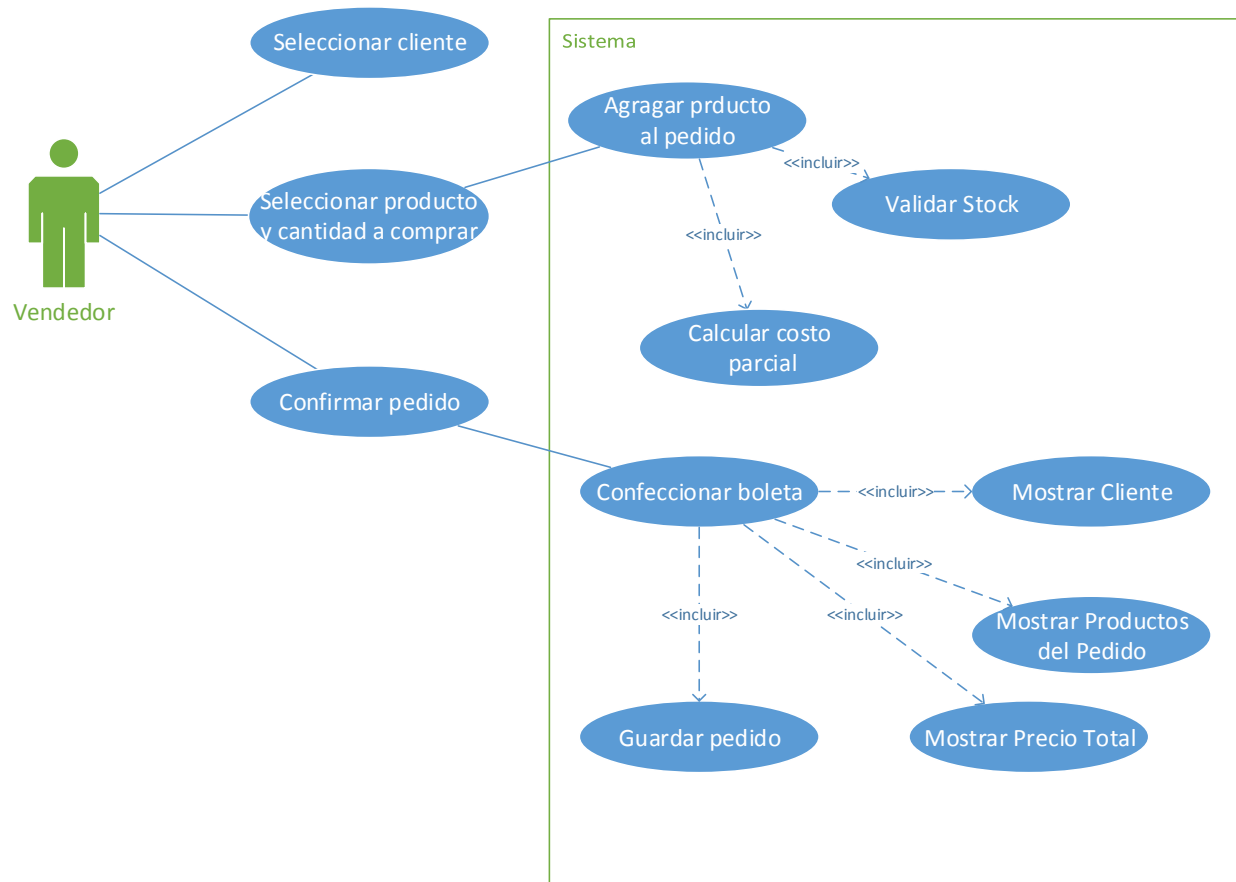 Seleccionar cliente
Sistema
Agragar prducto
al pedido
<<incluir>>
Validar Stock
Seleccionar producto
y cantidad a comprar
<<incluir>>
Vendedor
Calcular costo
parcial
Confirmar pedido
Confeccionar boleta
<<incluir>>
Mostrar Cliente
<<incluir>>
<<incluir>>
<<incluir>>
Mostrar Productos
del Pedido
Guardar pedido
Mostrar Precio Total